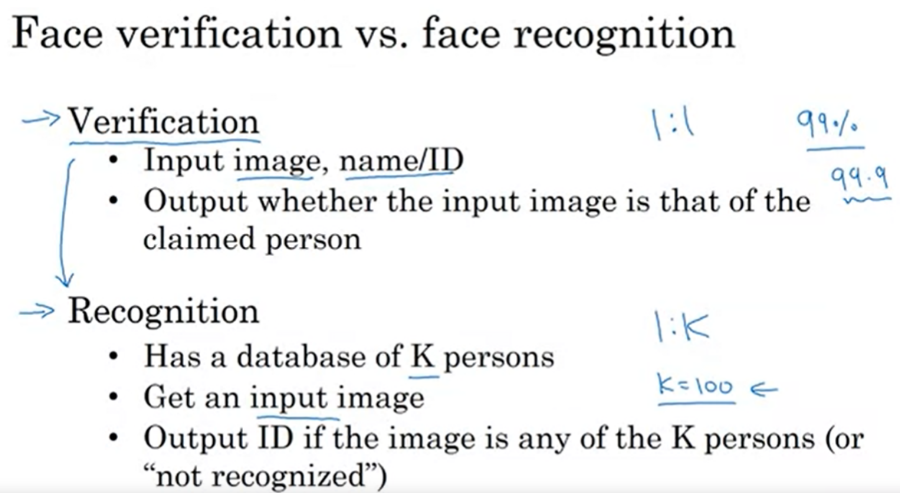 Face verification vs. face recognition
→ Verification
1:1
99%
• Input image, name/ID
99.9
• Output whether the input image is that of the
claimed person
→ Recognition
1:K
• Has a database of K persons
K=100 ←
• Get an input image
• Output ID if the image is any of the K persons (or
“not recognized”)